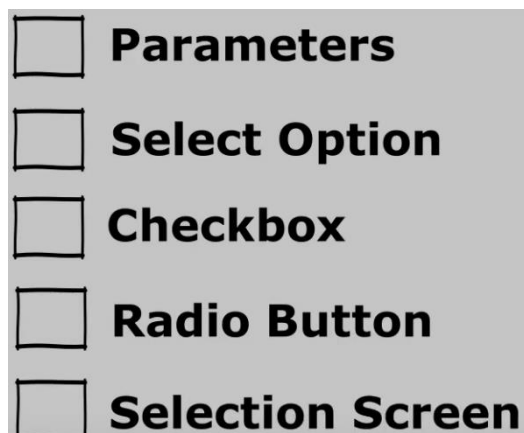 Parameters
Select Option
Checkbox
Radio Button
Selection Screen